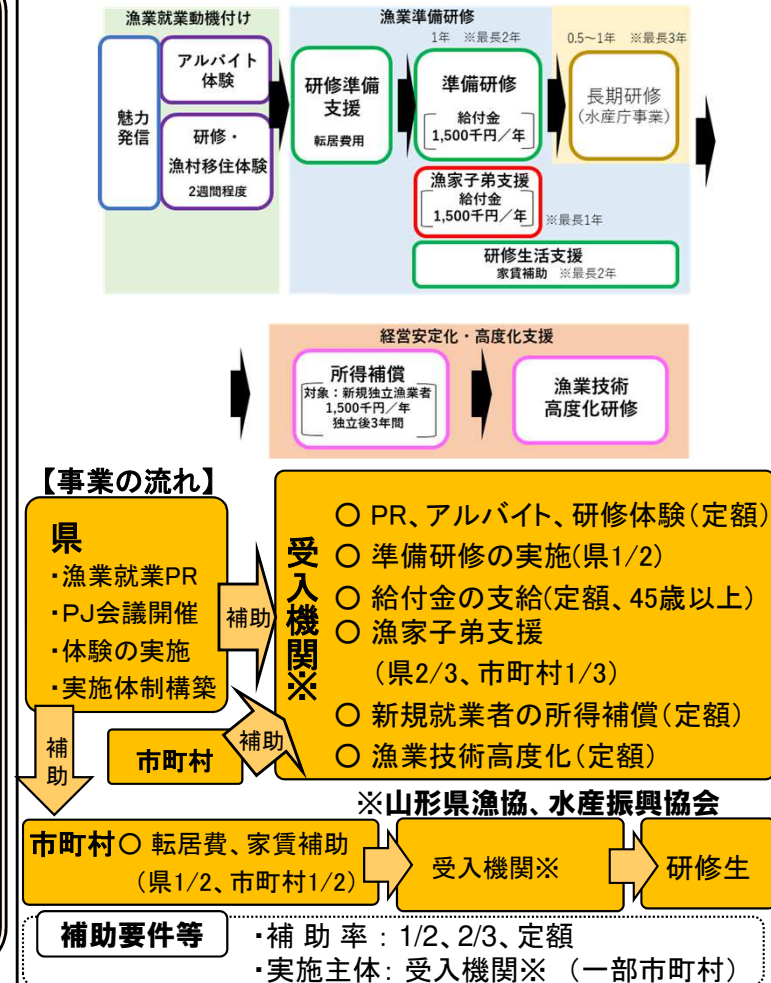 漁業就業動機付け
漁業準備研修
1年 ※最長2年
0.5～1年 ※最長3年
魅力
発信
アルバイト
体験
研修・
漁村移住体験
2週間程度
研修準備
支援
転居費用
準備研修
給付金
1,500千円／年
長期研修
(水産庁事業)
漁家子弟支援
給付金
1,500千円／年
※最長1年
研修生活支援
家賃補助 ※最長2年
経営安定化・高度化支援
所得補償
対象：新規独立漁業者
1,500千円／年
独立後3年間
漁業技術
高度化研修
【事業の流れ】
県
・漁業就業PR
・PJ会議開催
・体験の実施
・実施体制構築
補助
補助
補助
市町村
受入機関※
○ PR、アルバイト、研修体験(定額)
○ 準備研修の実施(県1/2)
○ 給付金の支給(定額、45歳以上)
○ 漁家子弟支援
(県2/3、市町村1/3)
○ 新規就業者の所得補償(定額)
○ 漁業技術高度化(定額)
※山形県漁協、水産振興協会
市町村○ 転居費、家賃補助
(県1/2、市町村1/2)
受入機関※
研修生
補助要件等
・補 助 率 : 1/2、2/3、定額
・実施主体: 受入機関※ (一部市町村)